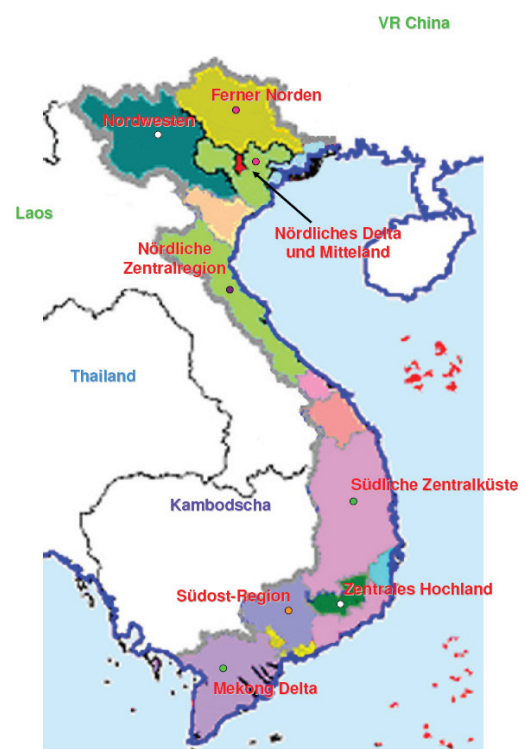 VR China
Ferner Norden
Nordwesten
Laos
Nördliches Delta
und Mitteland
Nördliche
Zentralregion
Thailand
Südliche Zentralküste
Kambodscha
Zentrales Hochland
Südost-Region
Mekong Delta